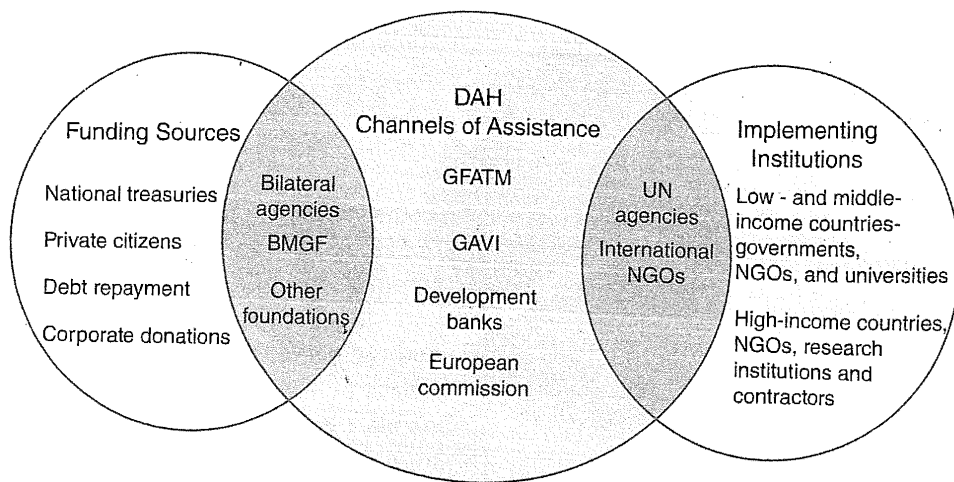 Funding Sources
National treasuries
Private citizens
Debt repayment
Corporate donations
Bilateral
agencies
BMGF
Other
foundations
DAH
Channels of Assistance
GFATM
GAVI
Development
banks
European
commission
UN
agencies
International
NGOs
Implementing
Institutions
Low - and middle-
income countries-
governments,
NGOs, and universities
High-income countries,
NGOs, research
institutions and
contractors